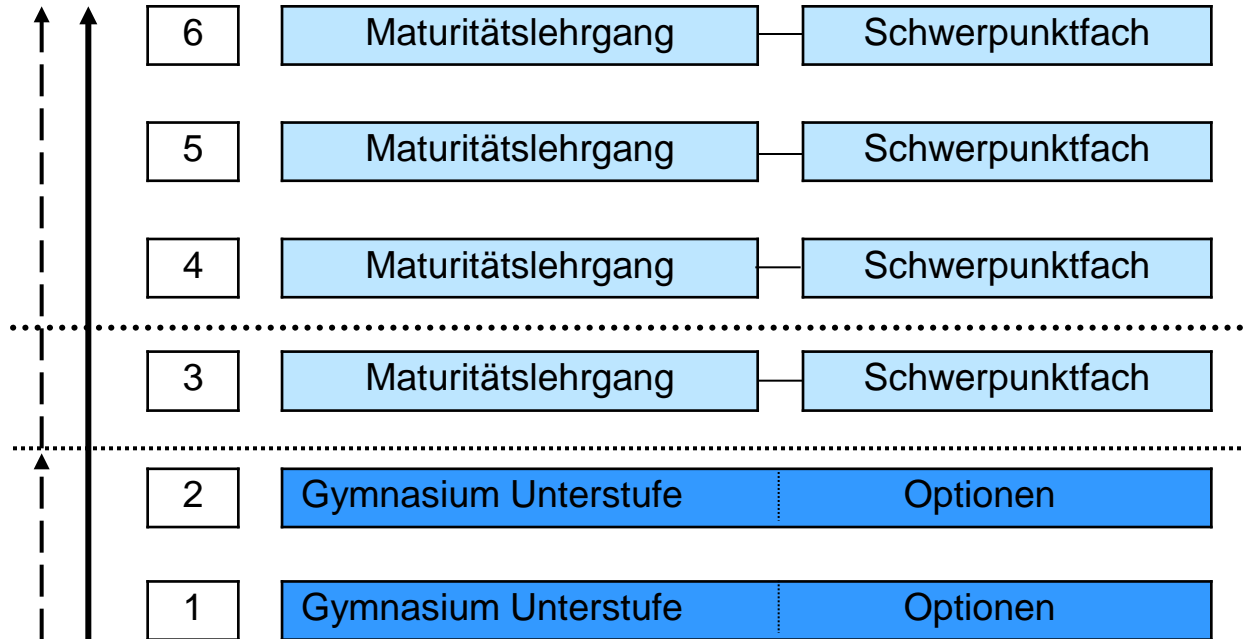 6 Maturitätslehrgang Schwerpunktfach
5 Maturitätslehrgang Schwerpunktfach
4 Maturitätslehrgang Schwerpunktfach
3 Maturitätslehrgang Schwerpunktfach
2 Gymnasium Unterstufe Optionen
1 Gymnasium Unterstufe Optionen